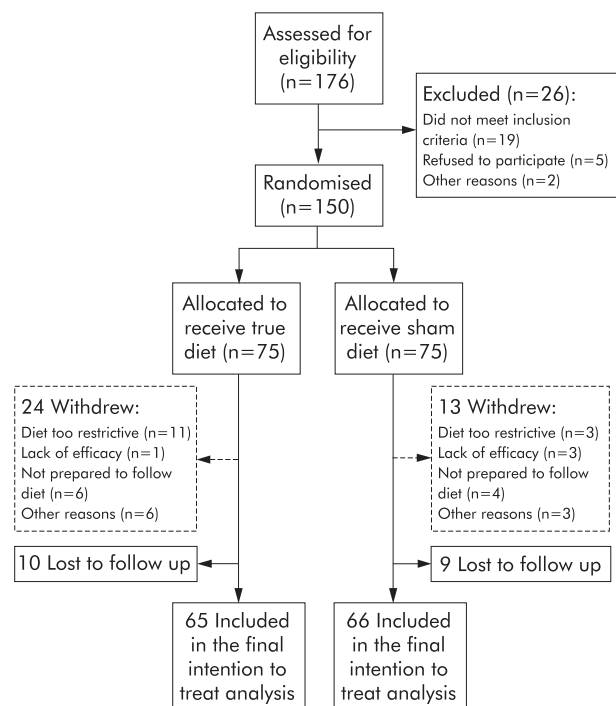 Assessed for
eligibility
(n=176)
Excluded (n=26):
Did not meet inclusion
criteria (n=19)
Refused to participate (n=5)
Other reasons (n=2)
Randomised
(n=150)
Allocated to
receive true
diet (n=75)
Allocated to
receive sham
diet (n=75)
24 Withdrew:
Diet too restrictive (n=11)
Lack of efficacy (n=1)
Not prepared to follow
diet (n=6)
Other reasons (n=6)
13 Withdrew:
Diet too restrictive (n=3)
Lack of efficacy (n=3)
Not prepared to follow
diet (n=4)
Other reasons (n=3)
10 Lost to follow up
9 Lost to follow up
65 Included
in the final
intention to
treat analysis
66 Included
in the final
intention to
treat analysis